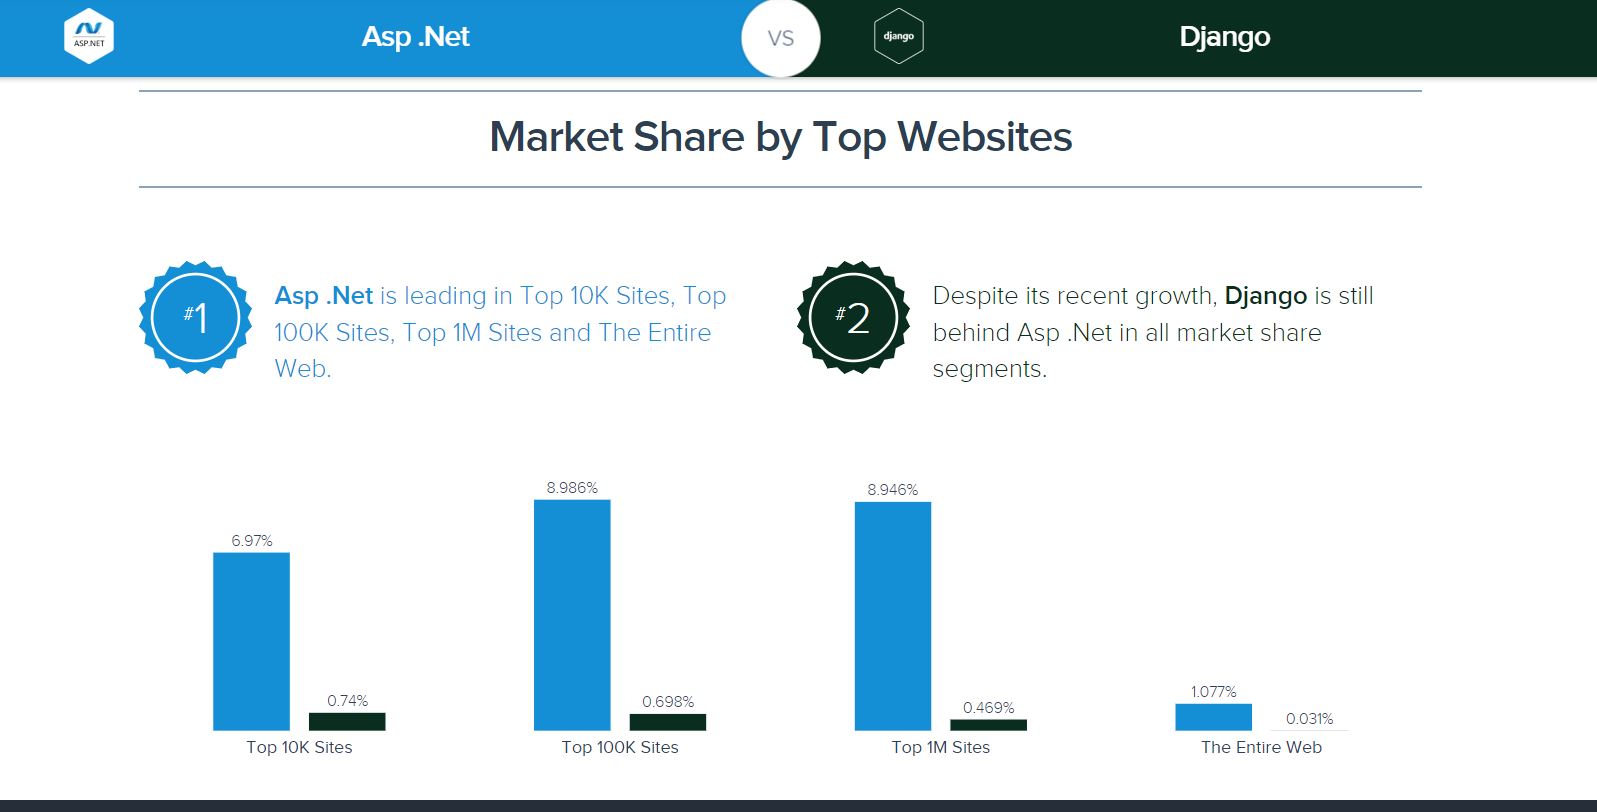 ASP.NET
Asp .Net
VS
django
Django
Market Share by Top Websites
#1
Asp .Net is leading in Top 10K Sites, Top
100K Sites, Top 1M Sites and The Entire
Web.
#2
Despite its recent growth, Django is still
behind Asp .Net in all market share
segments.
6.97%
0.74%
Top 10K Sites
8.986%
0.698%
Top 100K Sites
8.946%
0.469%
Top 1M Sites
1.077%
0.031%
The Entire Web